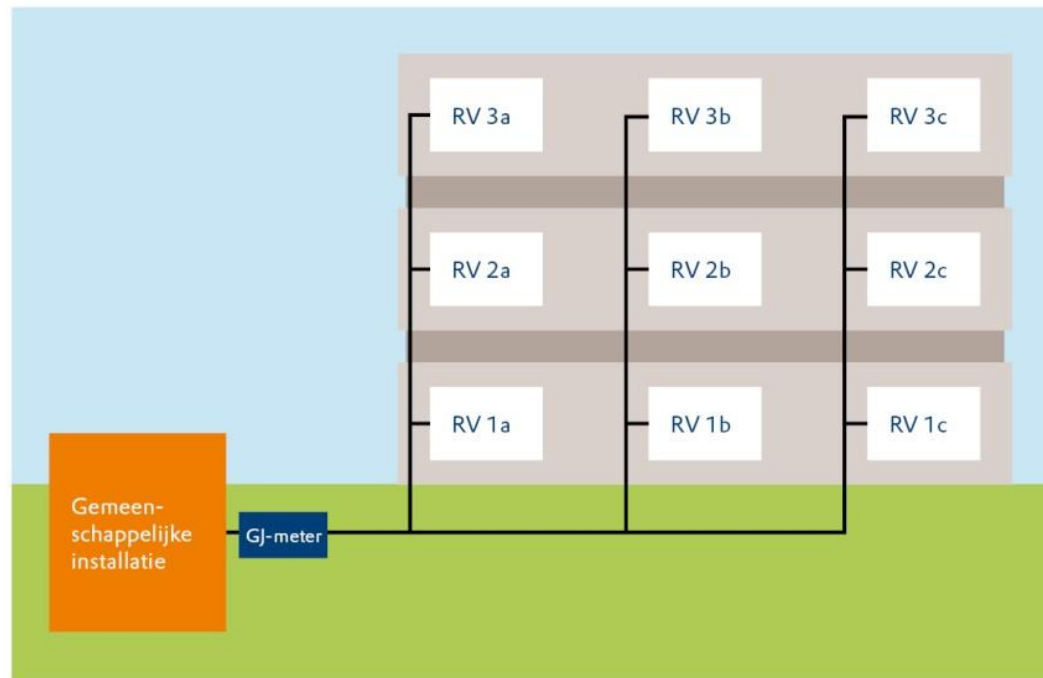 RV 3a
RV 3b
RV 3c
RV 2a
RV 2b
RV 2c
RV 1a
RV 1b
RV 1c
Gemeen-
schappelijke
installatie
GJ-meter